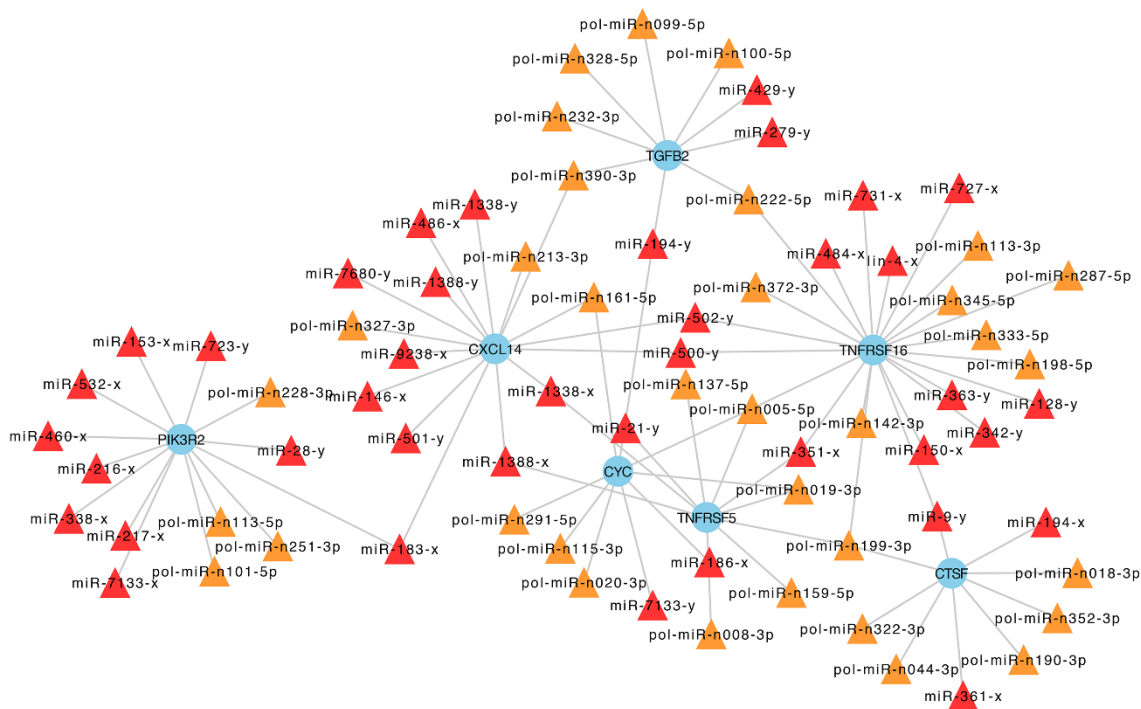 pol-miR-n099-5p
pol-miR-n328-5p
pol-miR-n100-5p
miR-429-y
pol-miR-n232-3p
miR-279-y
TGFB2
pol-miR-n390-3p
miR-731-x
miR-727-x
pol-miR-n222-5p
miR-1338-y
miR-486-x
miR-194-y
pol-miR-n113-3p
miR-484-x
lin-4-x
pol-miR-n213-3p
miR-7680-y
miR-1388-y
pol-miR-n287-5p
pol-miR-n372-3p
pol-miR-n161-5p
pol-miR-n345-5p
miR-502-y
pol-miR-n327-3p
pol-miR-n333-5p
miR-153-x
miR-723-y
miR-9238-x
CXCL14
miR-500-y
TNFRSF16
pol-miR-n198-5p
miR-532-x
pol-miR-n228-3p
miR-146-x
miR-1338-x
pol-miR-n137-5p
miR-363-y
miR-128-y
pol-miR-n005-5p
pol-miR-n142-3p
miR-460-x
PIK3R2
miR-501-y
miR-21-y
miR-342-y
miR-28-y
miR-351-x
miR-150-x
miR-216-x
miR-1388-x
CYC
pol-miR-n019-3p
miR-338-x
pol-miR-n113-5p
pol-miR-n291-5p
TNFRSF5
miR-9-y
miR-194-x
miR-217-x
pol-miR-n251-3p
miR-183-x
pol-miR-n115-3p
pol-miR-n199-3p
miR-186-x
CTSF
pol-miR-n018-3p
miR-7133-x
pol-miR-n101-5p
pol-miR-n020-3p
pol-miR-n159-5p
miR-7133-y
pol-miR-n352-3p
pol-miR-n322-3p
pol-miR-n008-3p
pol-miR-n190-3p
pol-miR-n044-3p
miR-361-x